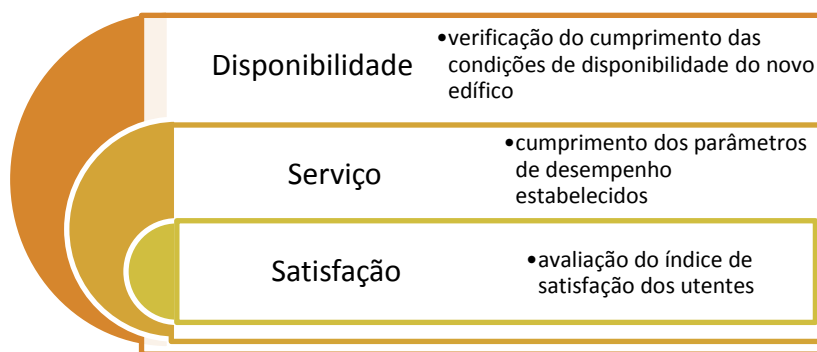 Disponibilidade
•verificação do cumprimento das
condições de disponibilidade do novo
edífico
Serviço
•cumprimento dos parâmetros
de desempenho
estabelecidos
Satisfação
•avaliação do índice de
satisfação dos utentes